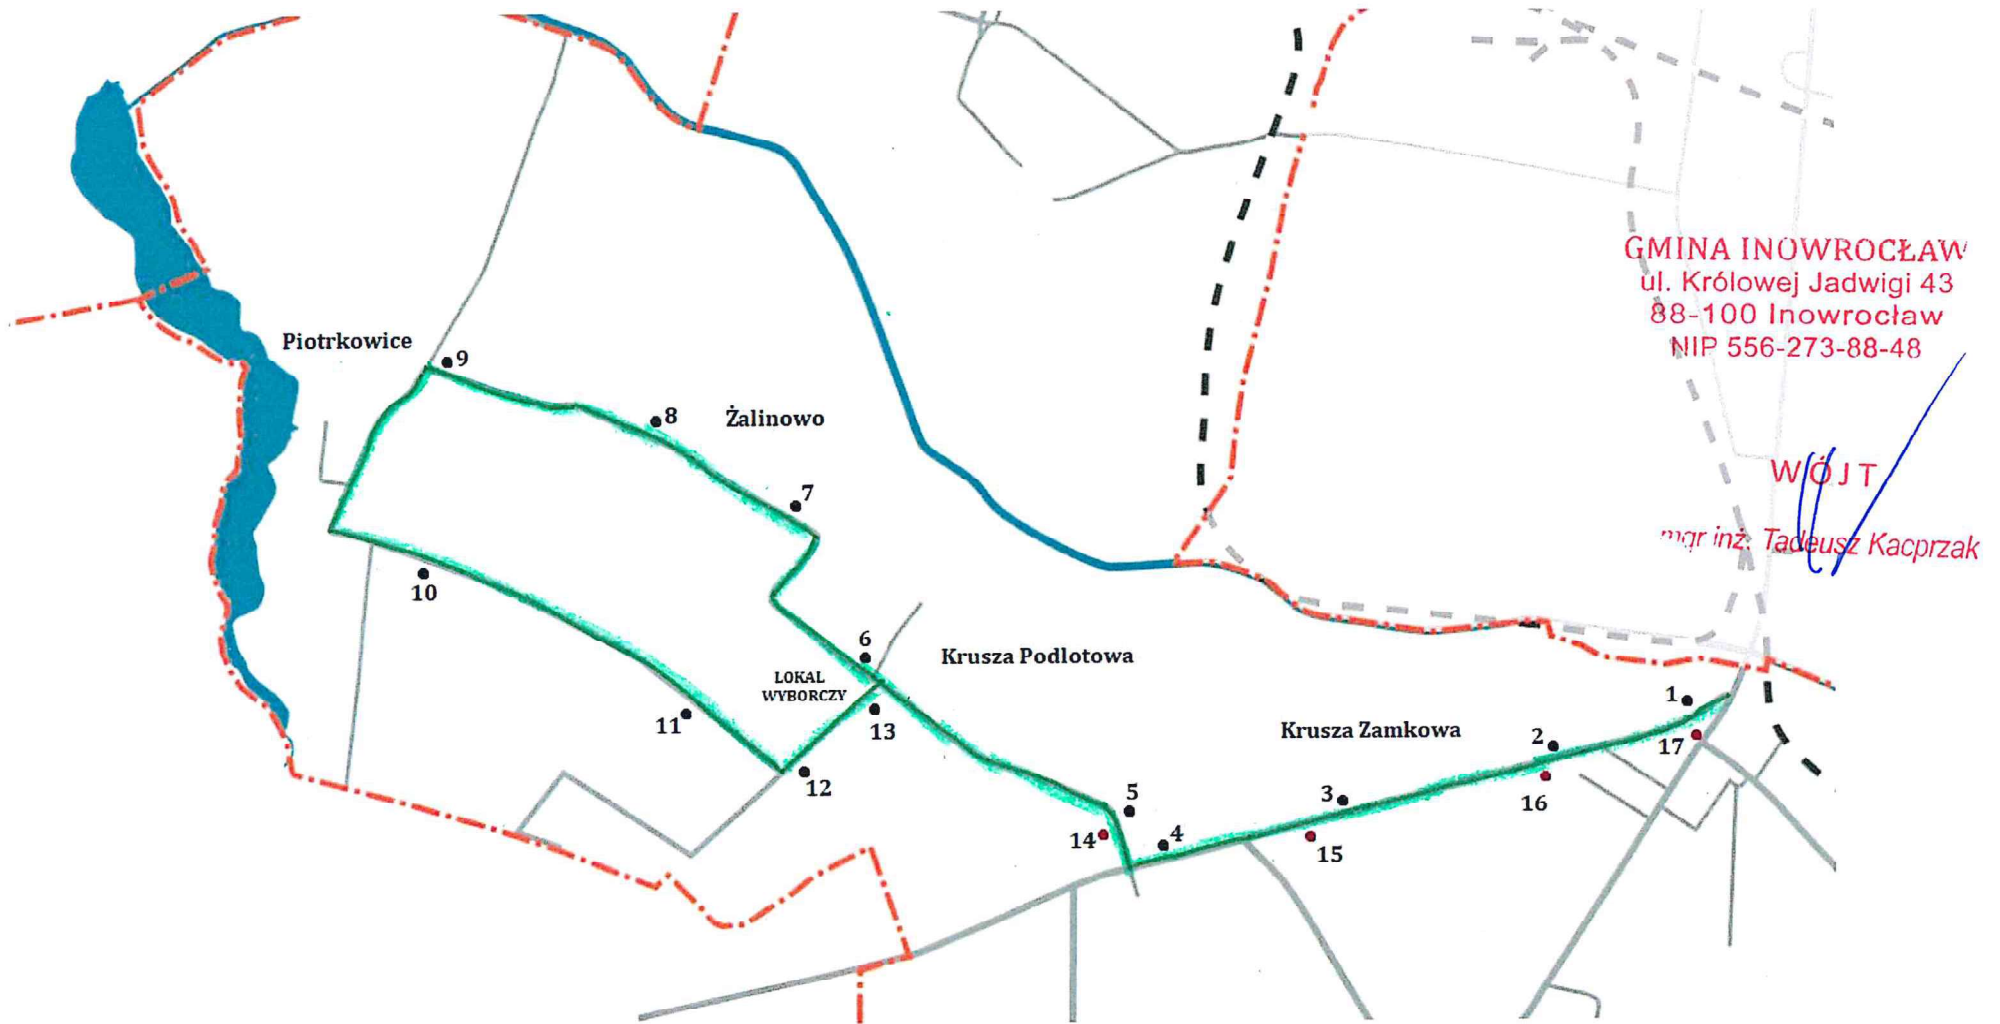 GMINA INOWROCŁAW
ul. Królowej Jadwigi 43
88-100 Inowrocław
NIP 556-273-88-48
Piotrkowice
9
8
Żalinowo
7
WÓJT
mgr inż. Tadeusz Kacprzak
10
6
Krusza Podlotowa
LOKAL
WYBORCZY
11
13
12
1
Krusza Zamkowa
2
17
3
16
5
14
4
15